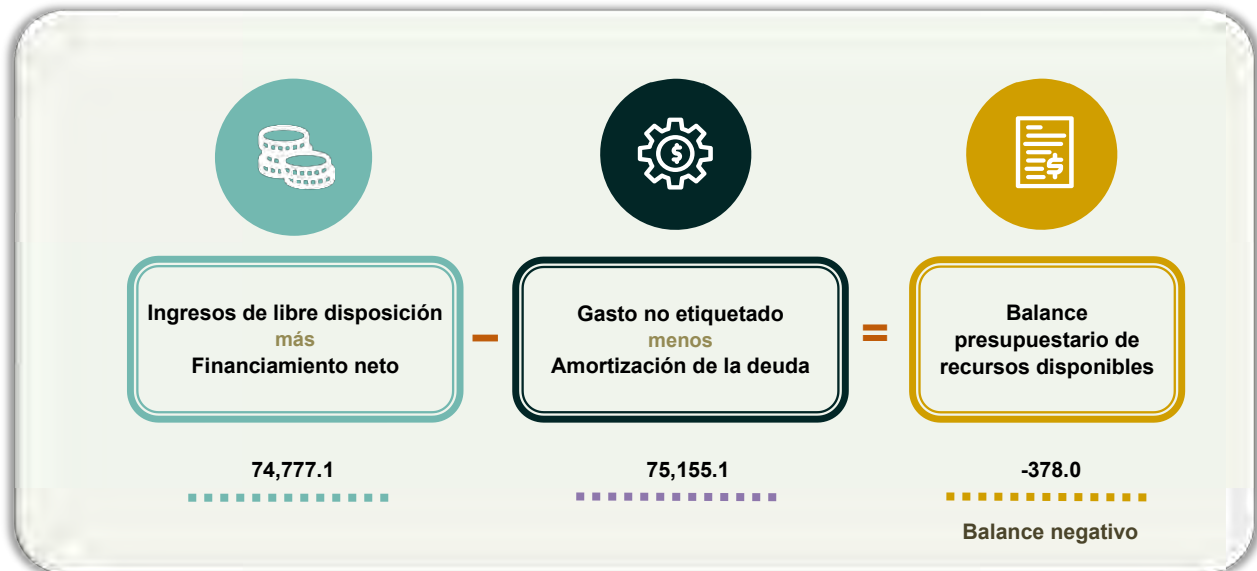 Ingresos de libre disposición
más
Financiamiento neto
–
Gasto no etiquetado
menos
Amortización de la deuda
=
Balance
presupuestario de
recursos disponibles
74,777.1
75,155.1
-378.0
Balance negativo